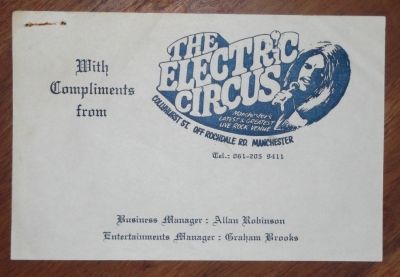 With
Compliments
from
THE
ELECTRIC
CIRCUS
Manchester's
LATEST & GREATEST
LIVE ROCK VENUE
COLLYHURST ST. OFF ROCHDALE RD. MANCHESTER
Tel.: 061-205 9411
Business Manager : Allan Robinson
Entertainments Manager : Graham Brooks